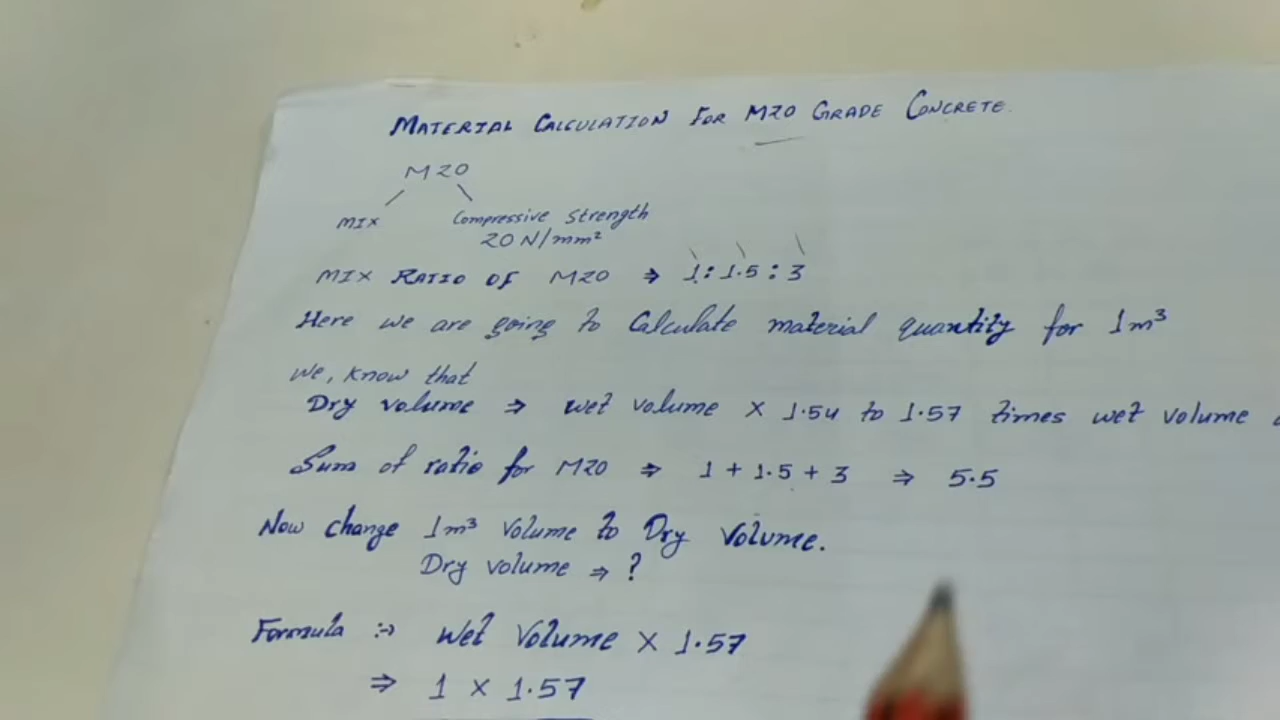 MATERIAL CALCULATION FOR M20 GRADE CONCRETE.
M20
MIX Compressive Strength
20 N/mm²
MIX RATIO OF M20 ⇒ 1 : 1.5 : 3
Here we are going to Calculate material quantity for 1m³
We, know that
Dry volume ⇒ wet volume × 1.54 to 1.57 times wet volume
Sum of ratio for M20 ⇒ 1 + 1.5 + 3 ⇒ 5.5
Now change 1m³ Volume to Dry Volume.
Dry volume ⇒ ?
Formula :→ Wet Volume × 1.57
⇒ 1 × 1.57